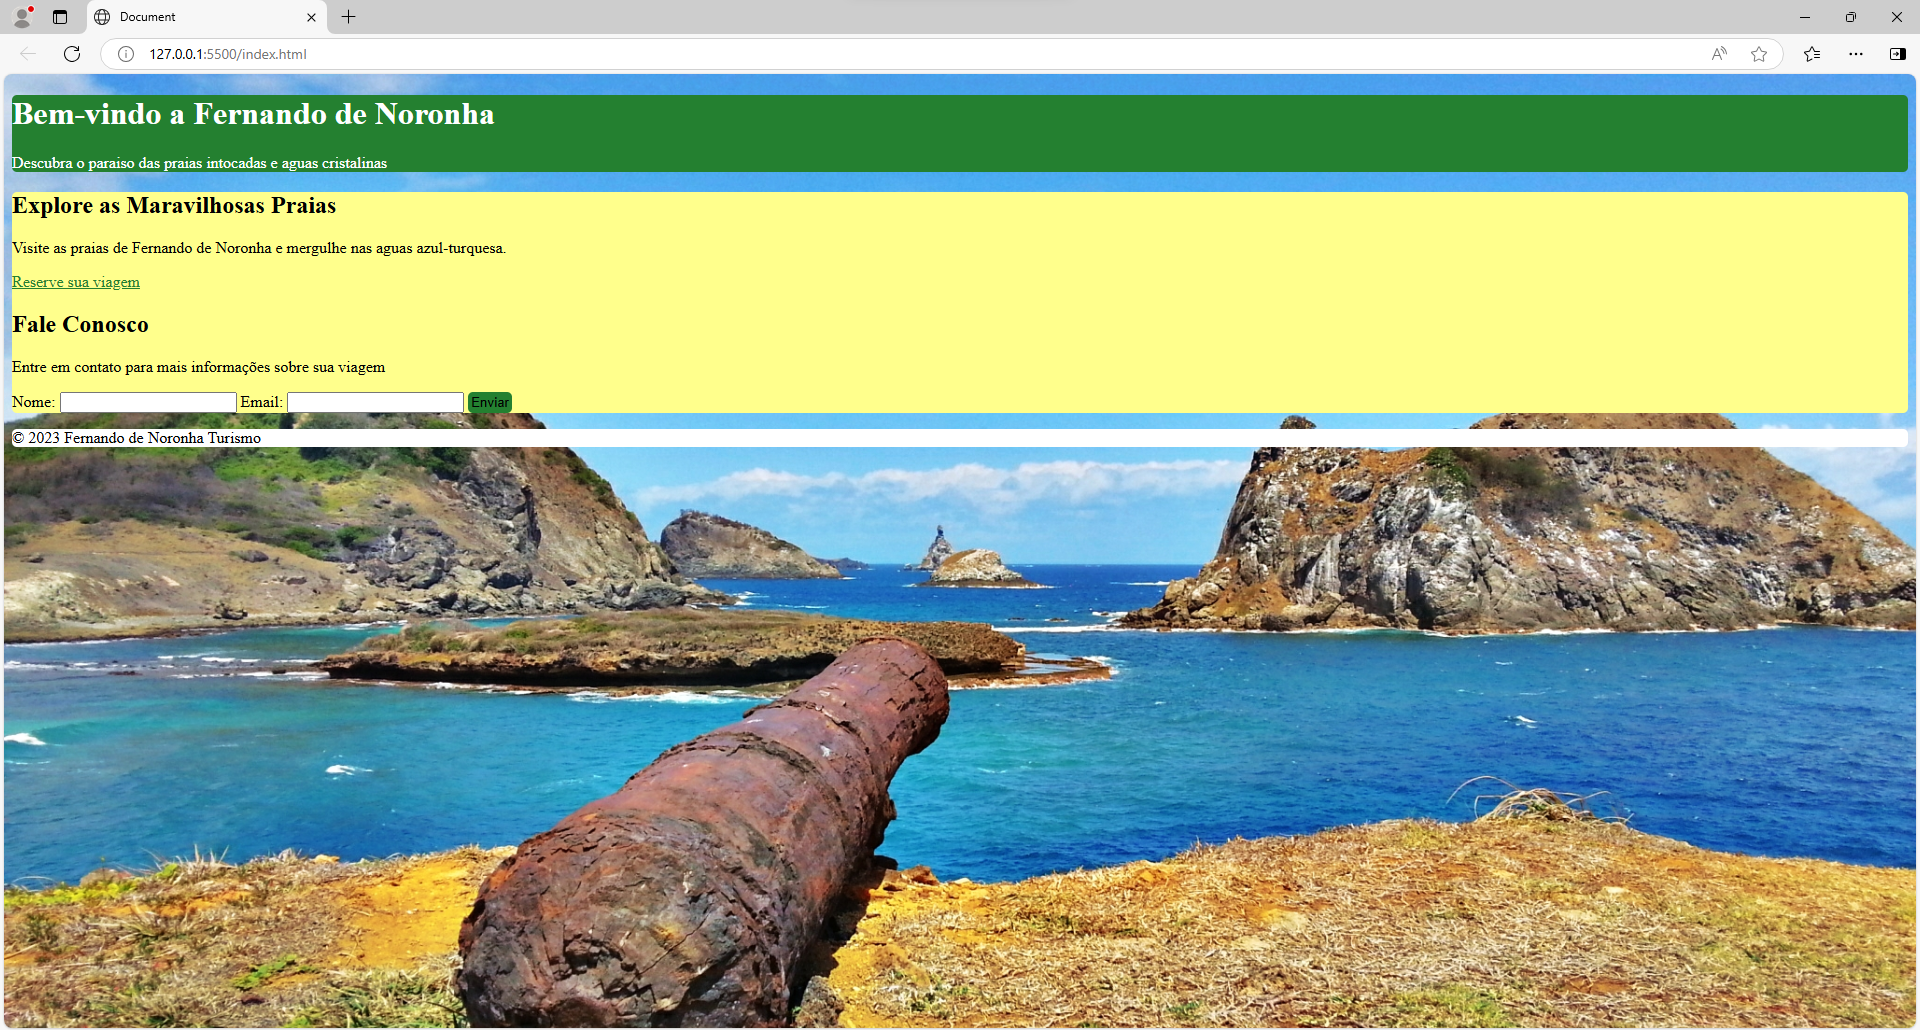 Document
127.0.0.1:5500/index.html
Bem-vindo a Fernando de Noronha
Descubra o paraiso das praias intocadas e aguas cristalinas
Explore as Maravilhosas Praias
Visite as praias de Fernando de Noronha e mergulhe nas aguas azul-turquesa.
Reserve sua viagem
Fale Conosco
Entre em contato para mais informações sobre sua viagem
Nome: Email: Enviar
© 2023 Fernando de Noronha Turismo